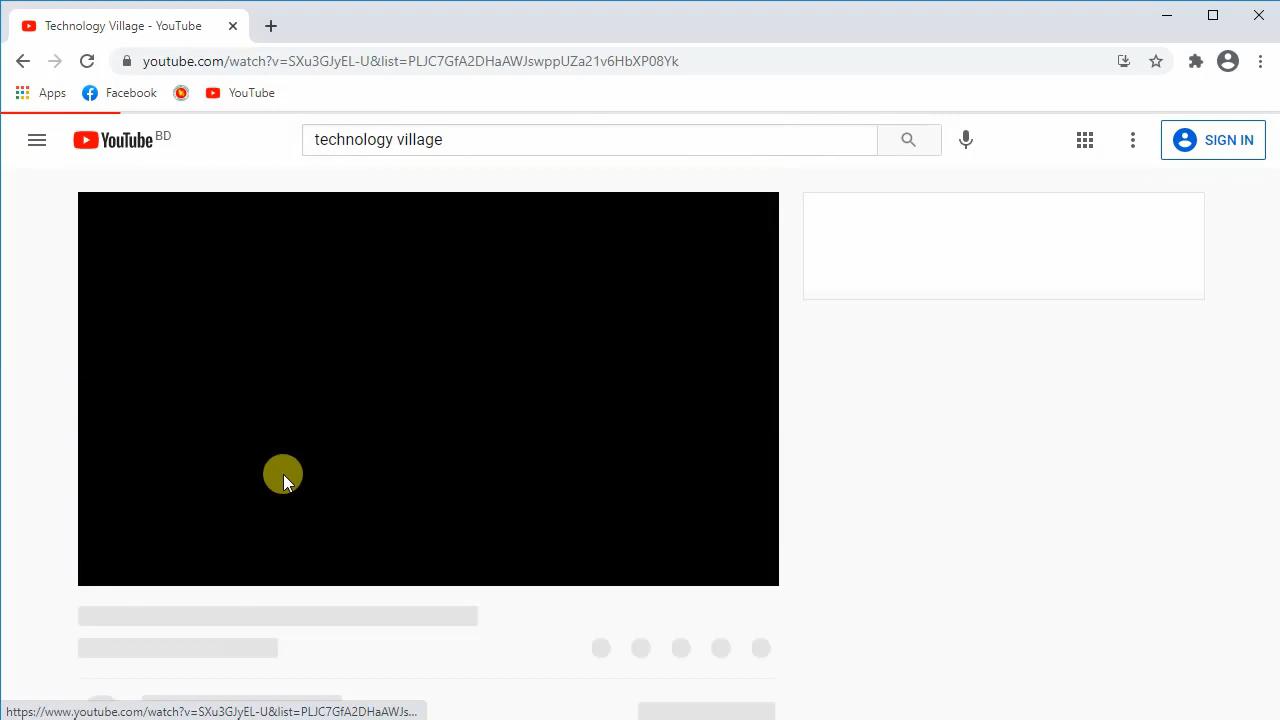 Technology Village - YouTube
youtube.com/watch?v=SXu3GJyEL-U&list=PLJC7GfA2DHaAWJswppUZa21v6HbXP08Yk
Apps
Facebook
YouTube
YouTube BD
technology village
SIGN IN
https://www.youtube.com/watch?v=SXu3GJyEL-U&list=PLJC7GfA2DHaAWJs...